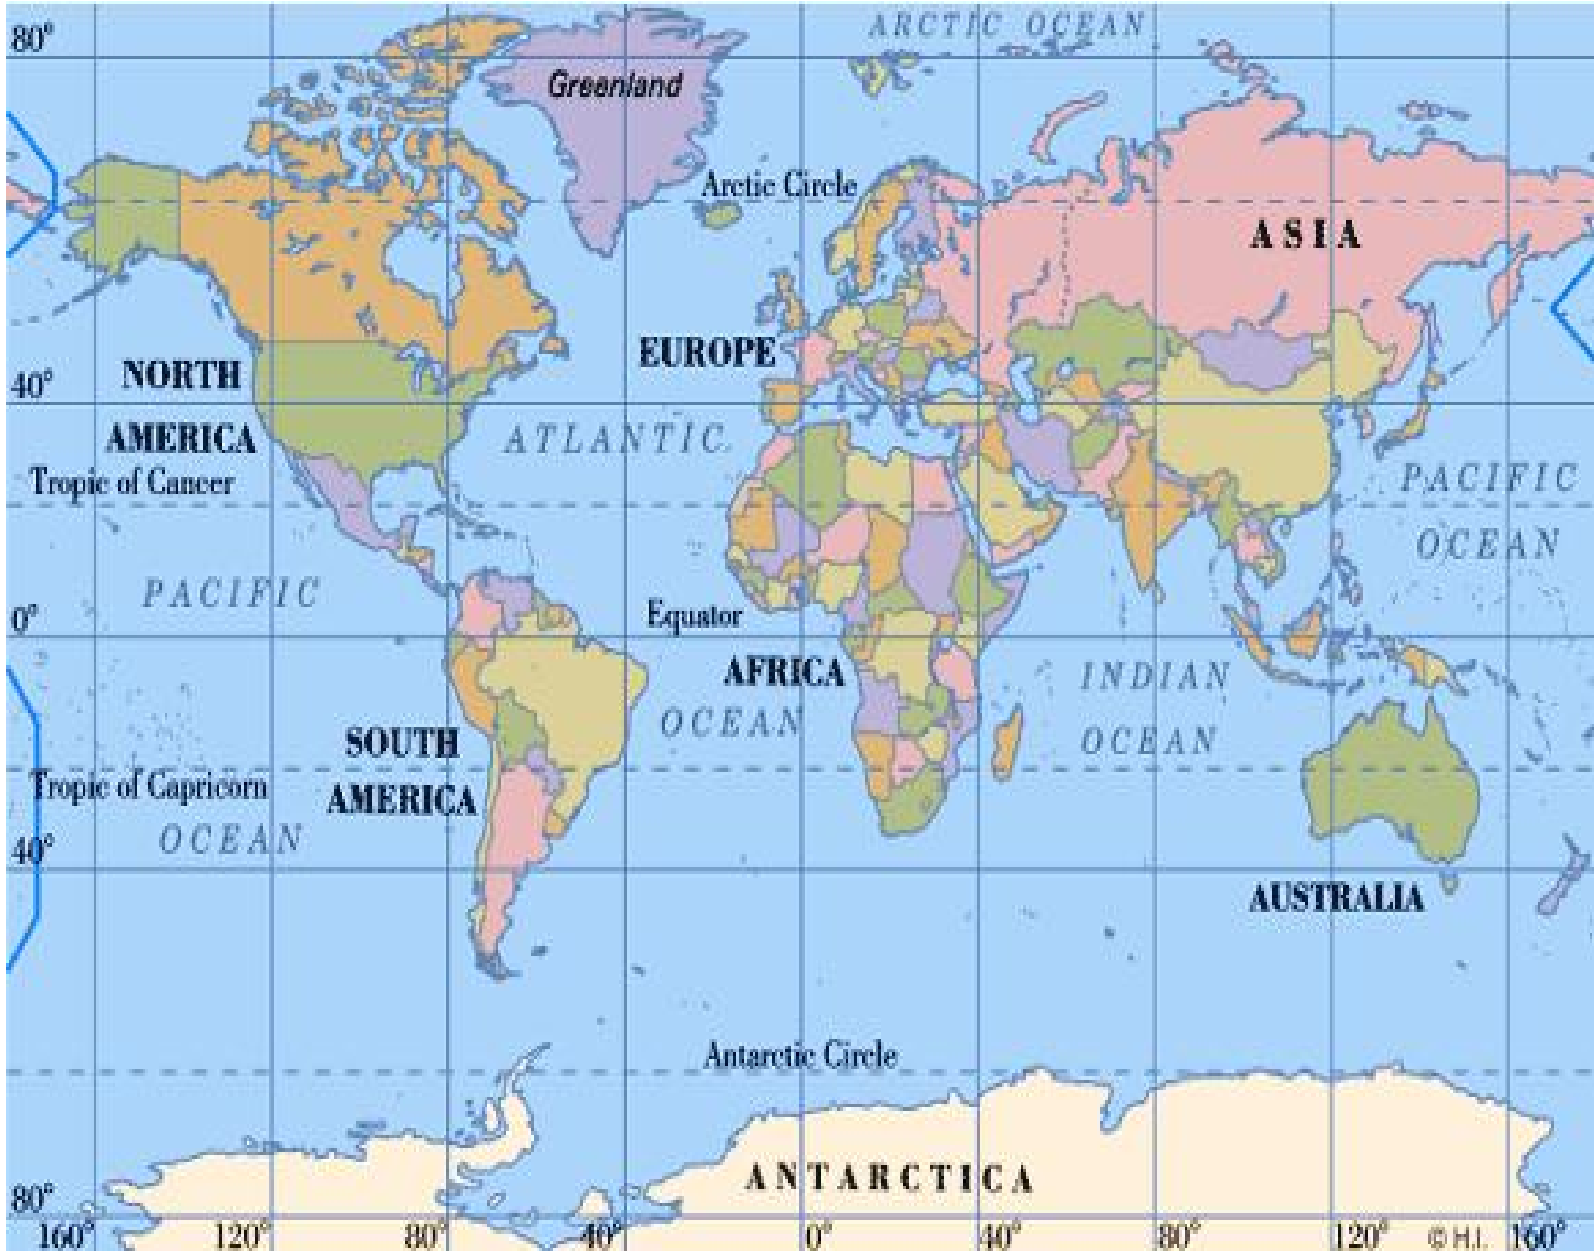 80°
ARCTIC OCEAN
Greenland
Arctic Circle
ASIA
EUROPE
NORTH
AMERICA
40°
ATLANTIC
Tropic of Cancer
PACIFIC
OCEAN
PACIFIC
0°
Equator
AFRICA
INDIAN
OCEAN
OCEAN
SOUTH
AMERICA
Tropic of Capricorn
OCEAN
40°
AUSTRALIA
Antarctic Circle
ANTARCTICA
80°
160° 120° 80° 40° 0° 40° 80° 120° © H.I. 160°